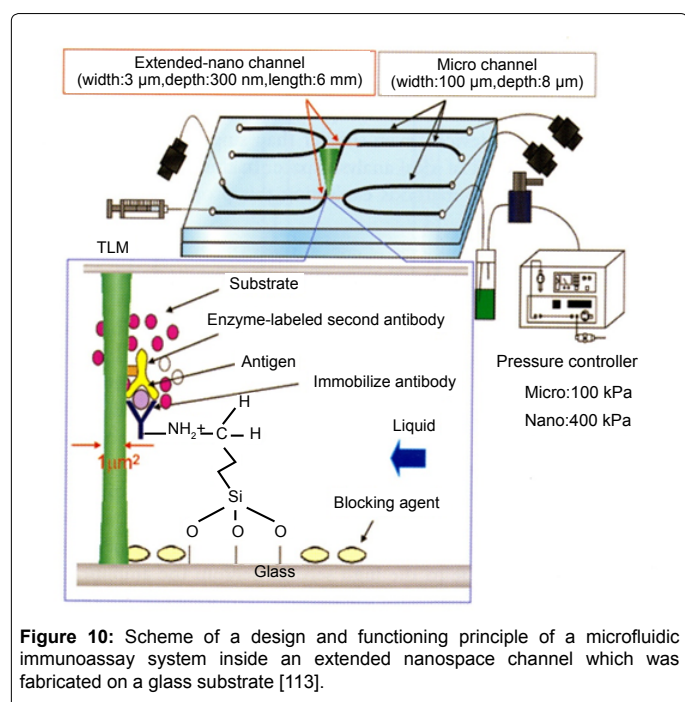 Extended-nano channel
(width:3 µm,depth:300 nm,length:6 mm)
Micro channel
(width:100 µm,depth:8 µm)
TLM
Substrate
Enzyme-labeled second antibody
Antigen
Immobilize antibody
H
NH₂+
C
H
1µm²
Liquid
Si
Blocking agent
O
O
O
Glass
Pressure controller
Micro:100 kPa
Nano:400 kPa
Figure 10: Scheme of a design and functioning principle of a microfluidic
immunoassay system inside an extended nanospace channel which was
fabricated on a glass substrate [113].